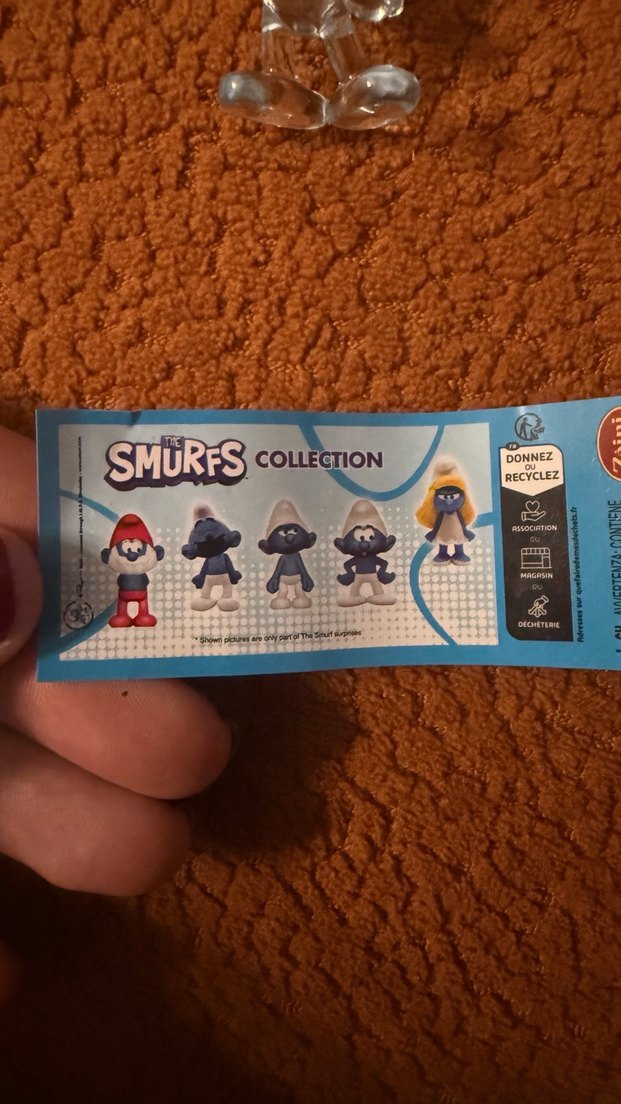 THE
SMURFS COLLECTION
* Shown pictures are only part of The Smurf surprises
FR
DONNEZ
OU
RECYCLEZ
ASSOCIATION
OU
MAGASIN
OU
DÉCHÈTERIE
Adresses sur quefairedemesdechets.fr
Zaini
AVVERTENZA: CONTIENE